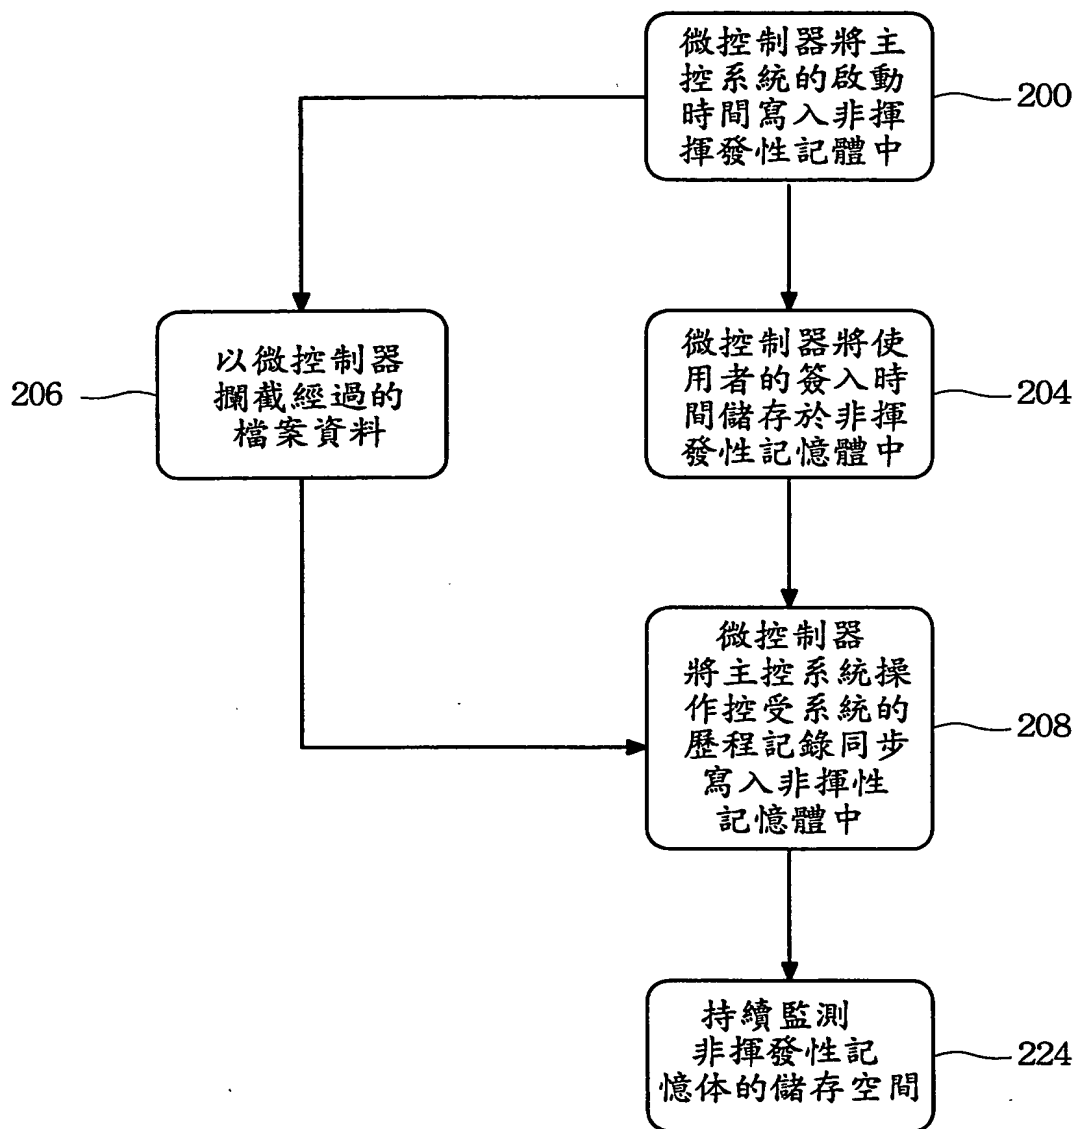 微控制器將主
控系統的啟動
時間寫入非揮
揮發性記體中
200
以微控制器
攔截經過的
檔案資料
206
微控制器將使
用者的簽入時
間儲存於非揮
發性記憶體中
204
微控制器
將主控系統操
作控受系統的
歷程記錄同步
寫入非揮性
記憶體中
208
持續監測
非揮發性記
憶体的儲存空間
224